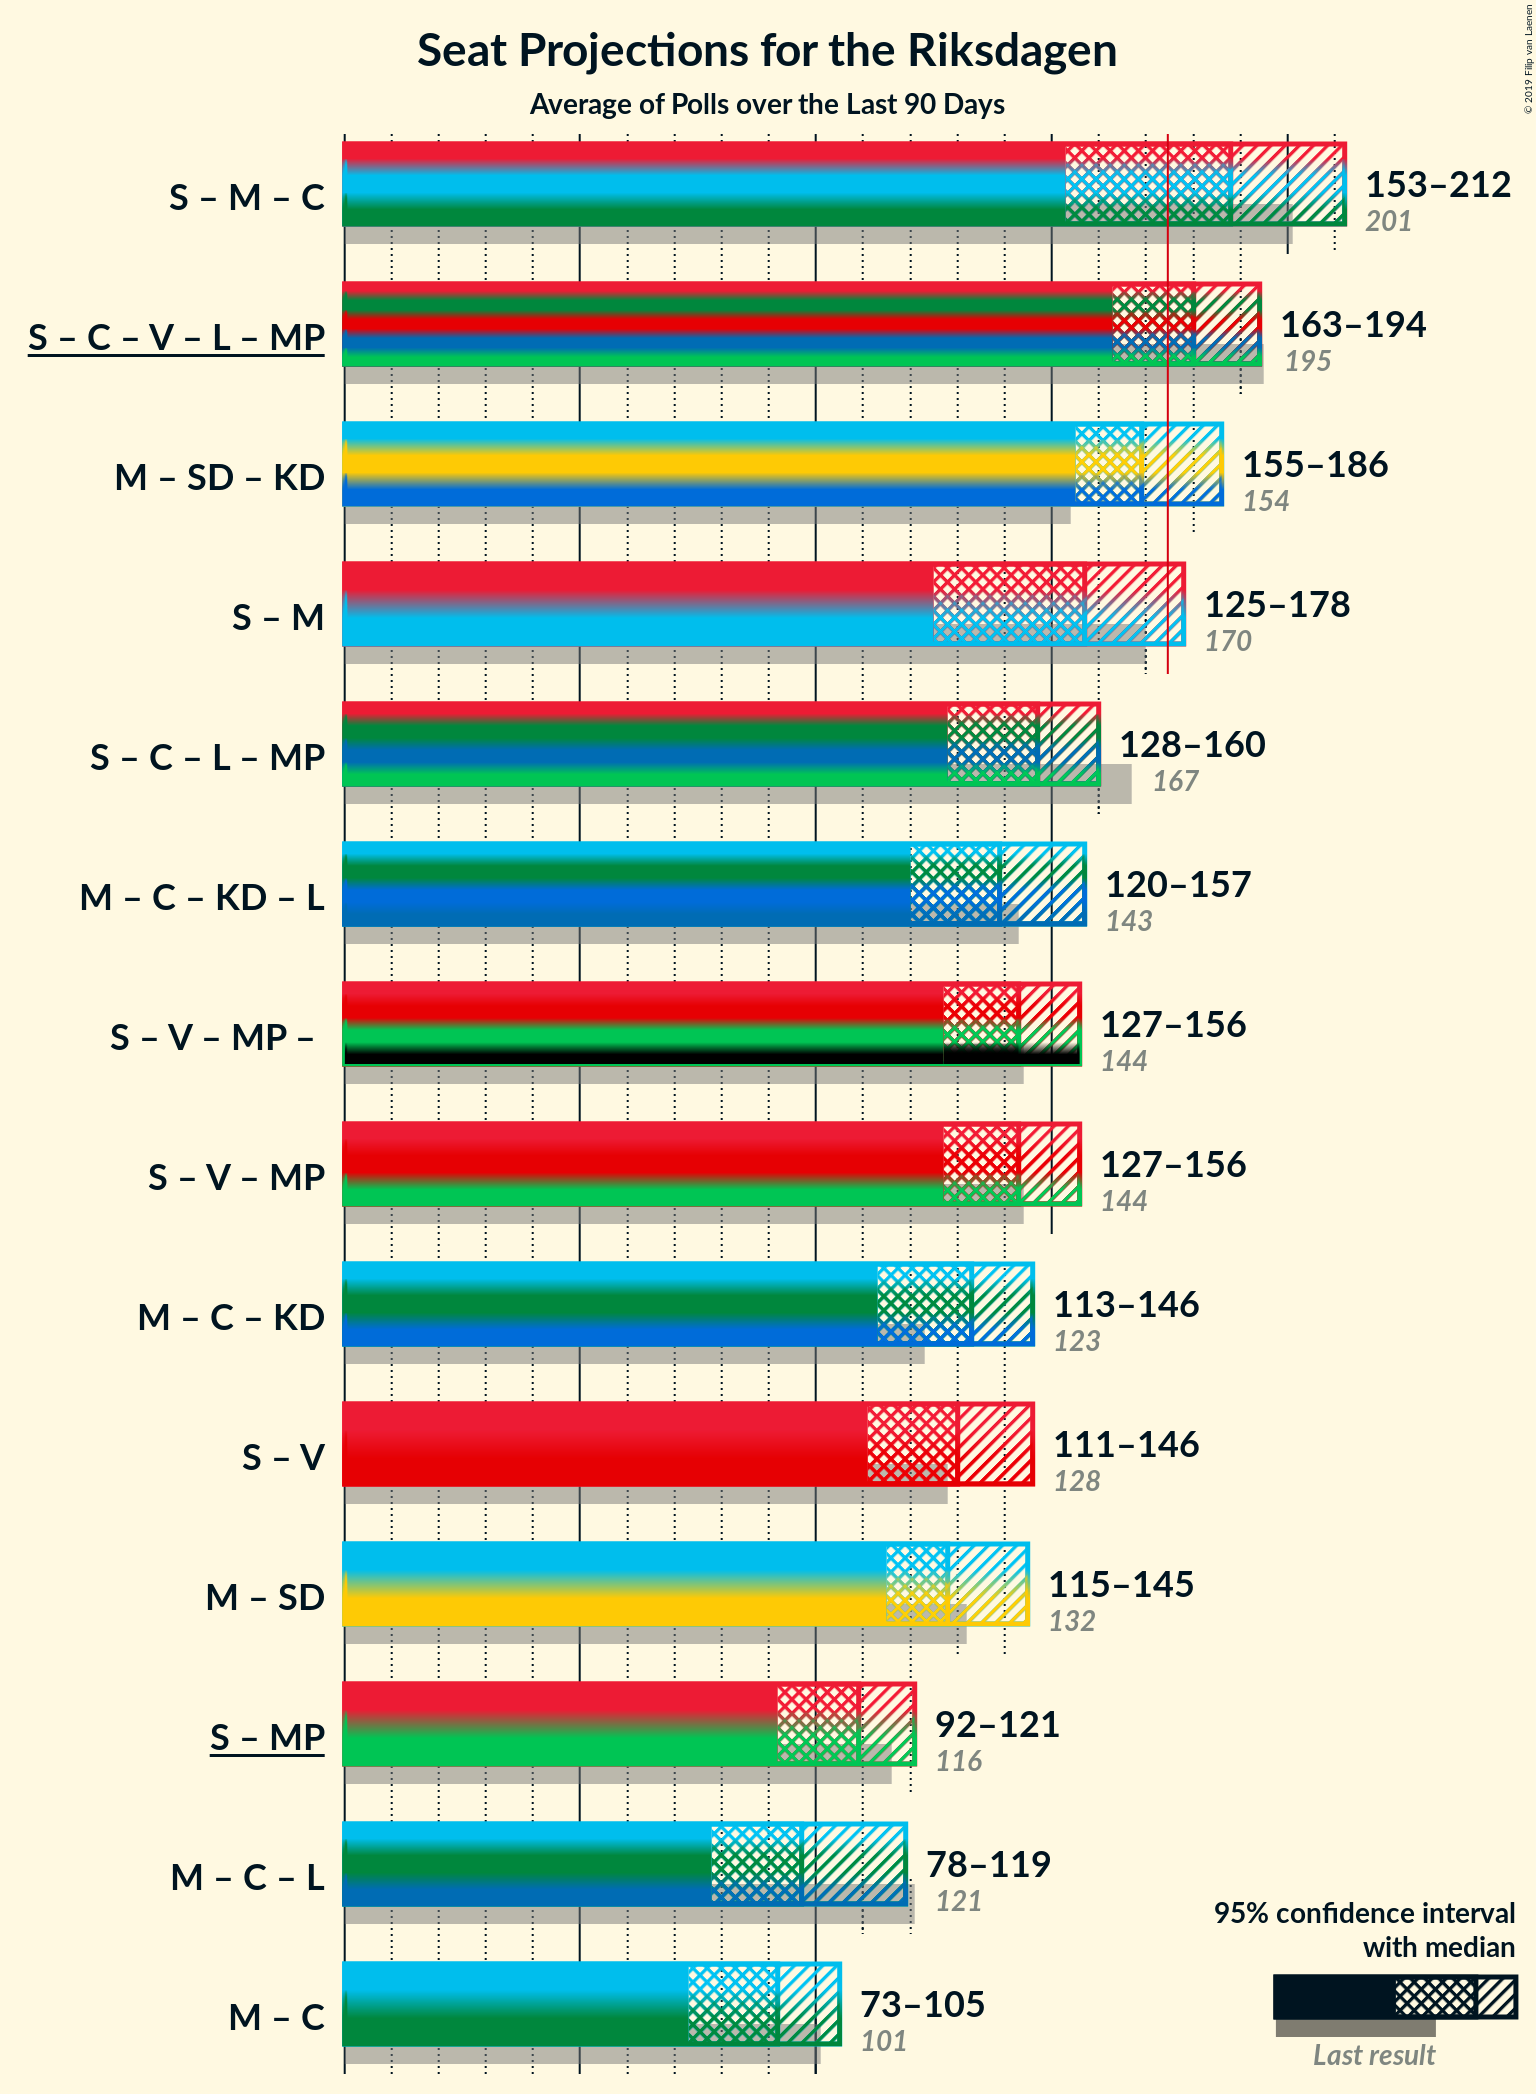 Seat Projections for the Riksdagen
Average of Polls over the Last 90 Days
© 2019 Filip van Laenen
S – M – C
153–212
201
S – C – V – L – MP
163–194
195
M – SD – KD
155–186
154
S – M
125–178
170
S – C – L – MP
128–160
167
M – C – KD – L
120–157
143
S – V – MP –
127–156
144
S – V – MP
127–156
144
M – C – KD
113–146
123
S – V
111–146
128
M – SD
115–145
132
S – MP
92–121
116
M – C – L
78–119
121
M – C
73–105
101
95% confidence interval
with median
Last result